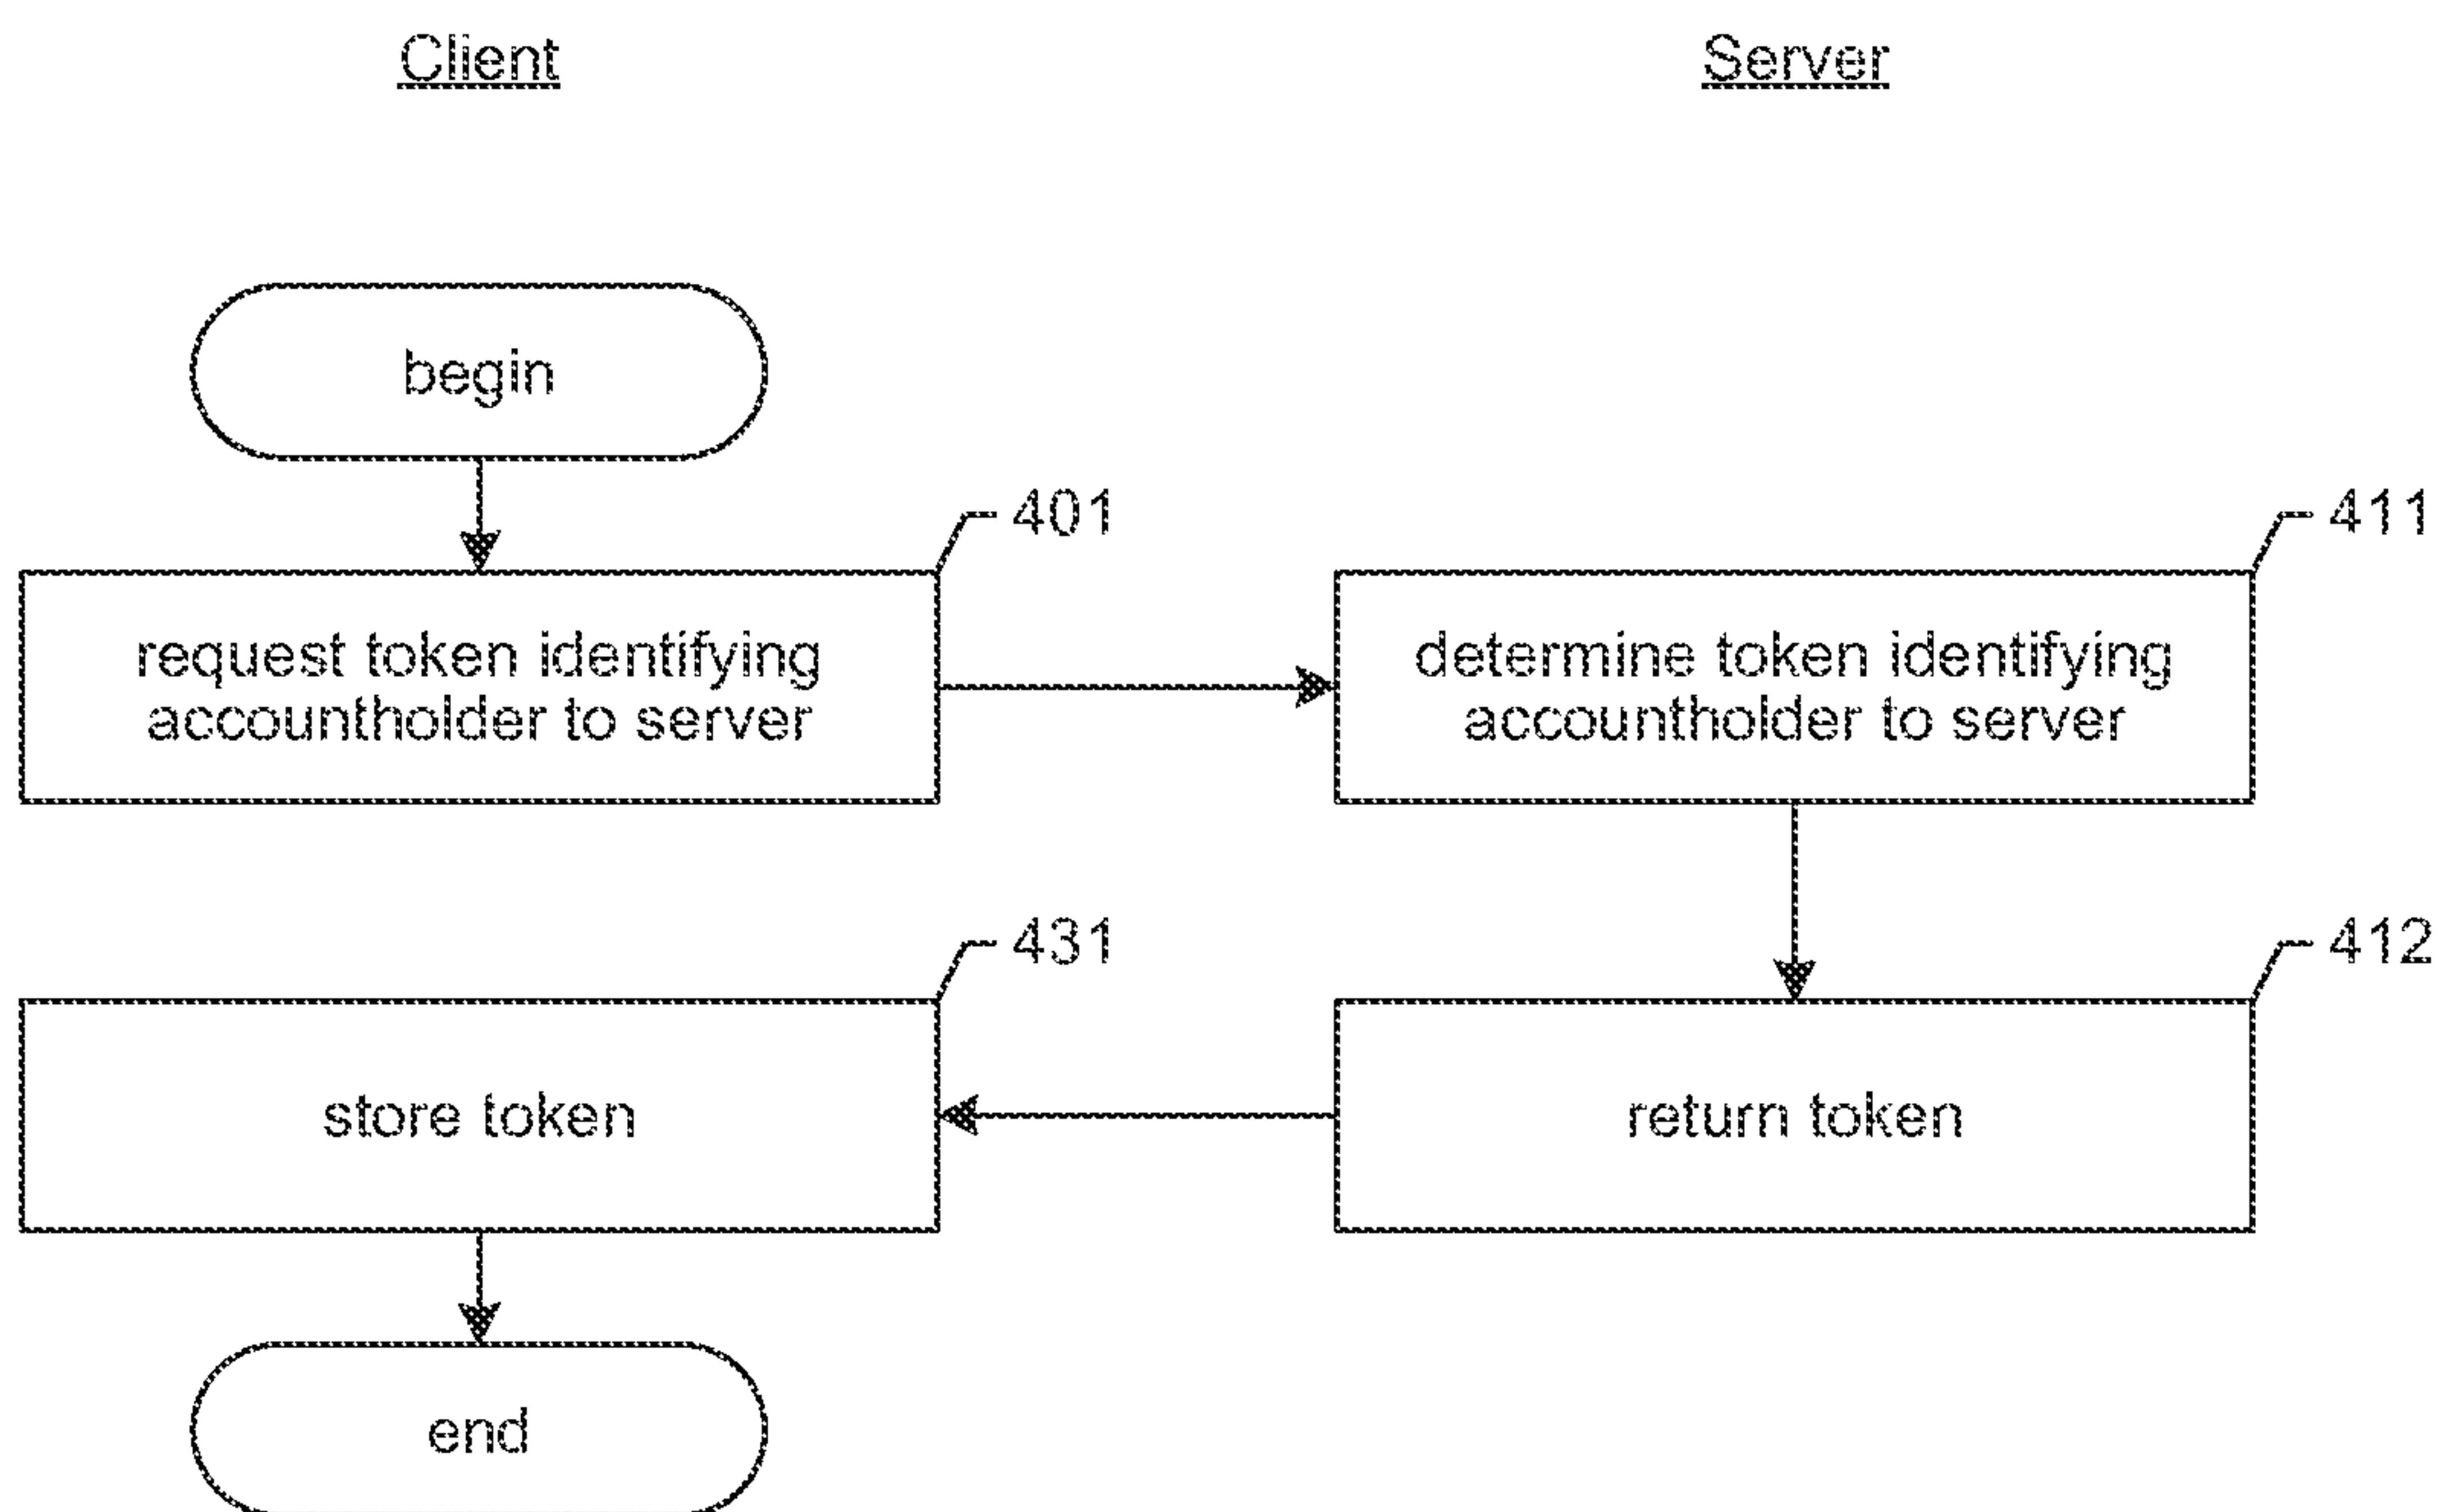 Client
Server
begin
401
411
request token identifying
accountholder to server
determine token identifying
accountholder to server
431
412
store token
return token
end